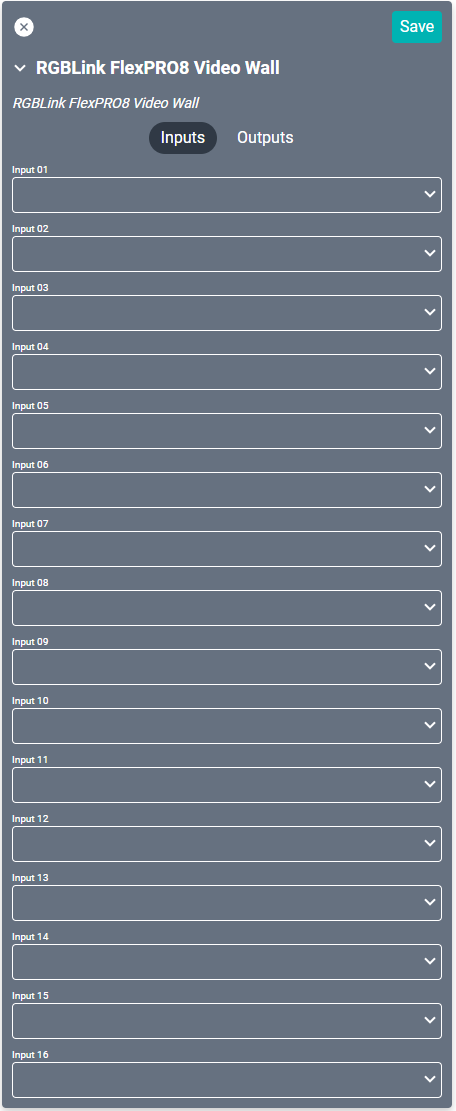 Save
RGBLink FlexPRO8 Video Wall
RGBLink FlexPRO8 Video Wall
Inputs Outputs
Input 01
Input 02
Input 03
Input 04
Input 05
Input 06
Input 07
Input 08
Input 09
Input 10
Input 11
Input 12
Input 13
Input 14
Input 15
Input 16